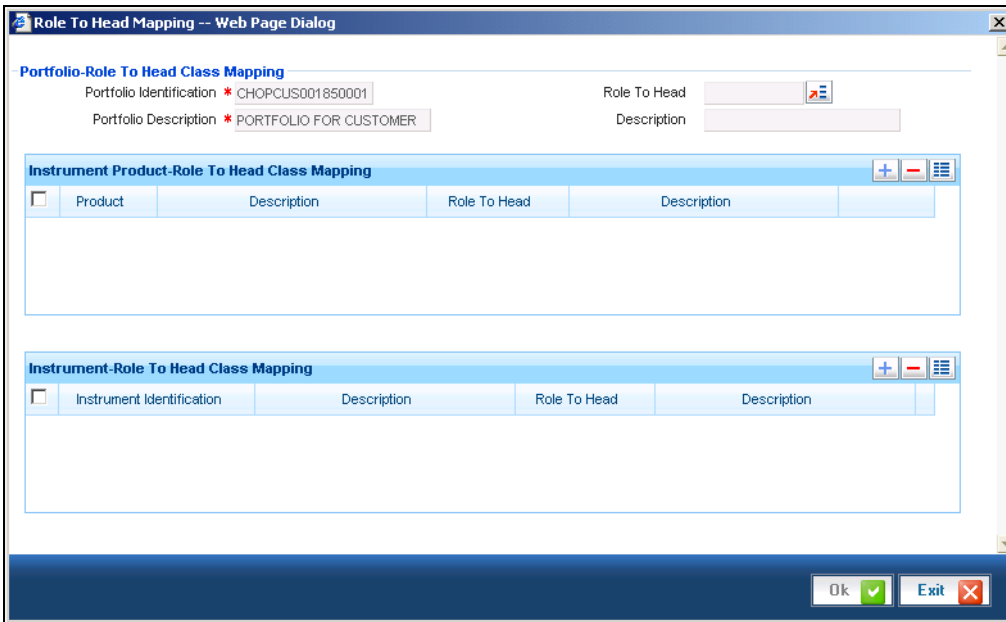 Role To Head Mapping -- Web Page Dialog
Portfolio-Role To Head Class Mapping
Portfolio Identification * CHOPCUS001850001 Role To Head
Portfolio Description * PORTFOLIO FOR CUSTOMER Description
Instrument Product-Role To Head Class Mapping
Product Description Role To Head Description
Instrument-Role To Head Class Mapping
Instrument Identification Description Role To Head Description
Ok Exit